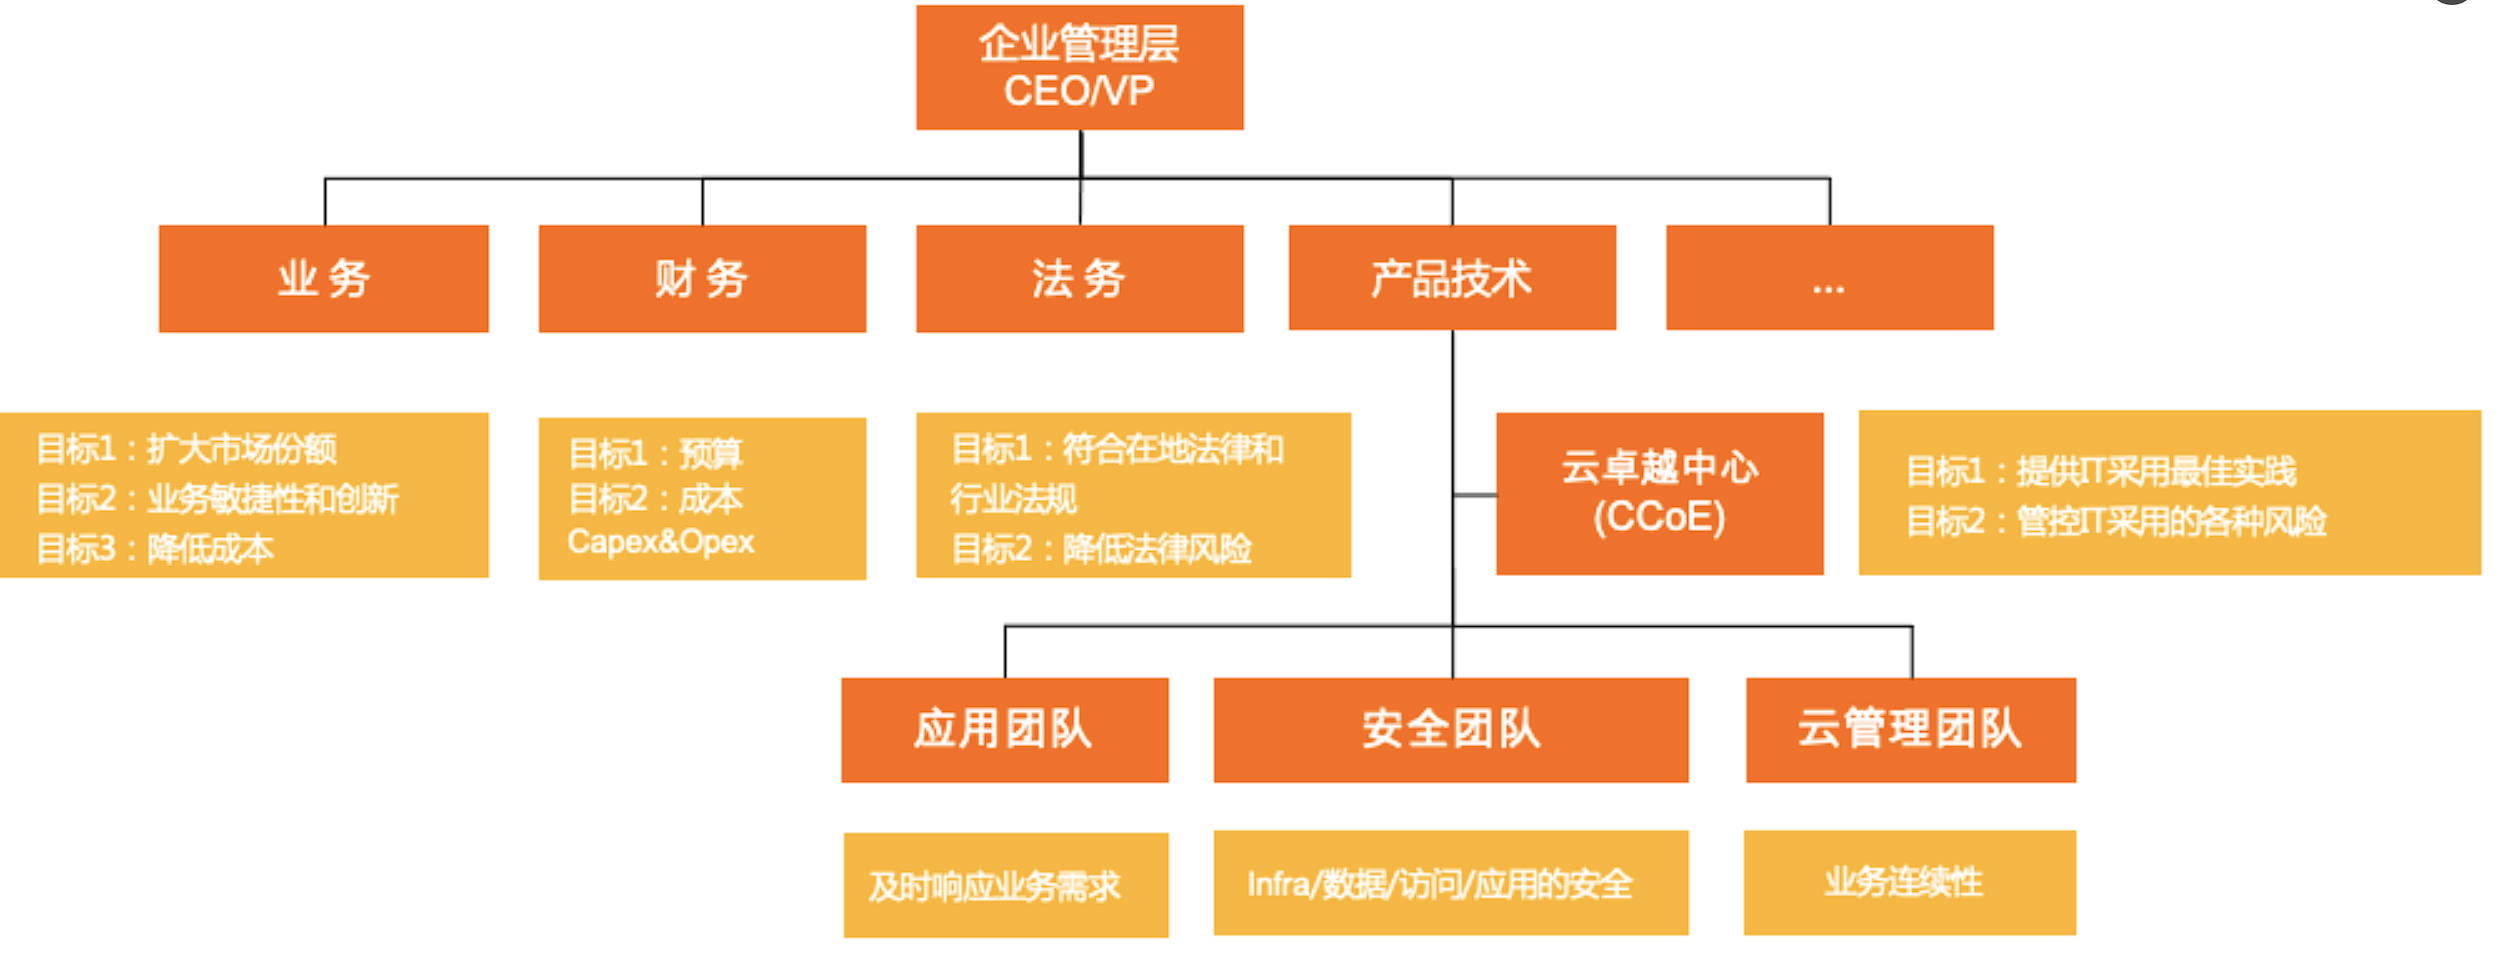 企业管理层
CEO/VP
业务
财务
法务
产品技术
...
目标1：扩大市场份额
目标2：业务敏捷性和创新
目标3：降低成本
目标1：预算
目标2：成本
Capex&Opex
目标1：符合在地法律和
行业法规
目标2：降低法律风险
云卓越中心
(CCoE)
目标1：提供IT采用最佳实践
目标2：管控IT采用的各种风险
应用团队
安全团队
云管理团队
及时响应业务需求
Infra/数据/访问/应用的安全
业务连续性